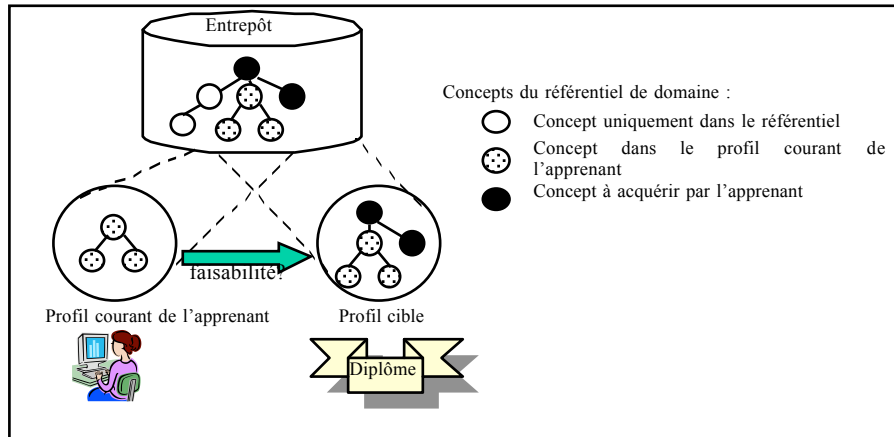 Entrepôt
Concepts du référentiel de domaine :
Concept uniquement dans le référentiel
Concept dans le profil courant de
l'apprenant
Concept à acquérir par l'apprenant
faisabilité?
Profil courant de l'apprenant
Profil cible
Diplôme